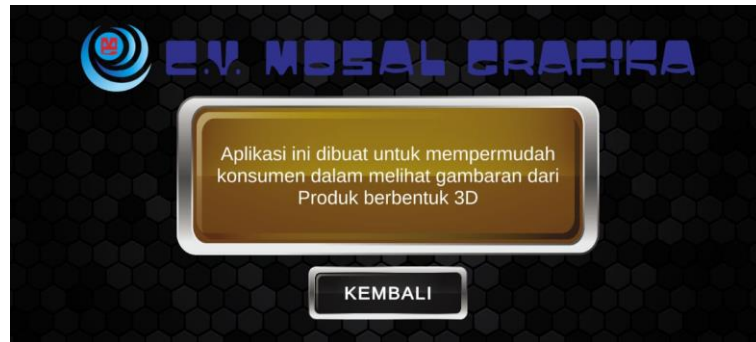 C.V. MOSAL GRAFIKA
Aplikasi ini dibuat untuk mempermudah
konsumen dalam melihat gambaran dari
Produk berbentuk 3D
KEMBALI